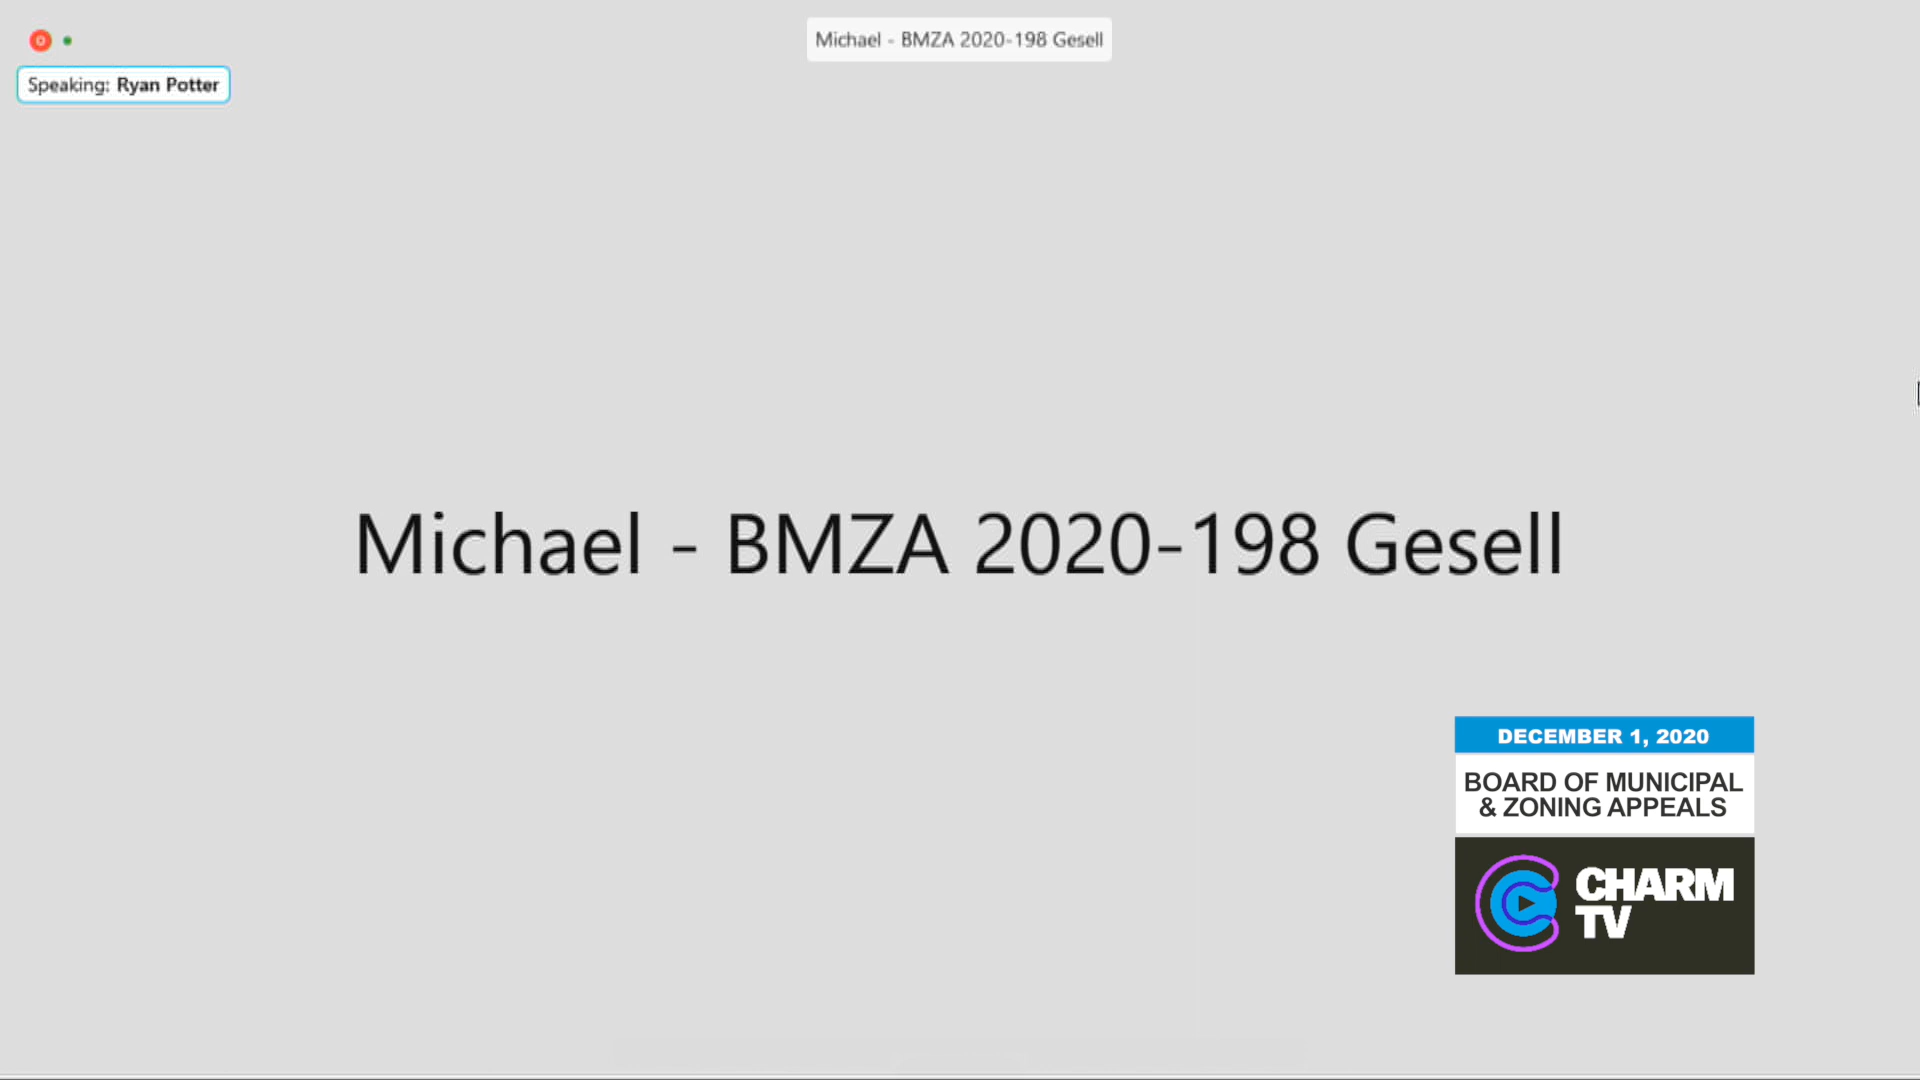 Michael - BMZA 2020-198 Gesell
Speaking: Ryan Potter
Michael - BMZA 2020-198 Gesell
DECEMBER 1, 2020
BOARD OF MUNICIPAL
& ZONING APPEALS
CHARM
TV